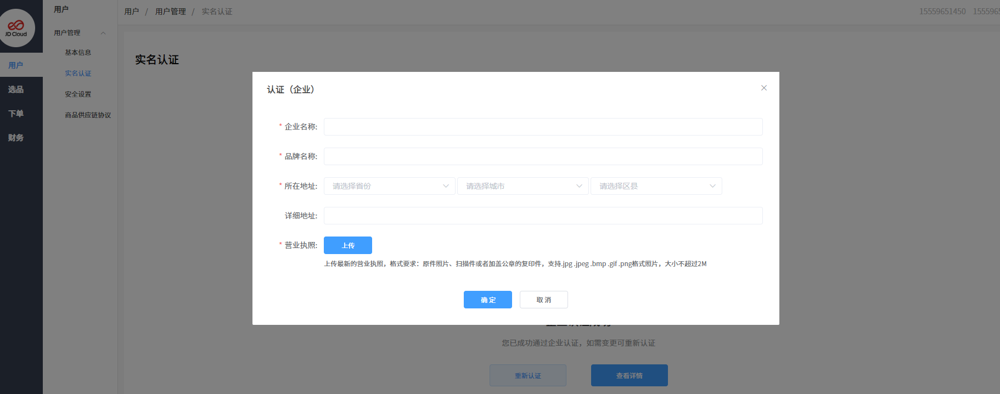 JD Cloud
用户
选品
下单
财务
用户
用户管理
基本信息
实名认证
安全设置
商品供应链协议
用户 / 用户管理 / 实名认证
15559651450 155596
实名认证
认证（企业）
* 企业名称:
* 品牌名称:
* 所在地址: 请选择省份 请选择城市 请选择区县
详细地址:
* 营业执照: 上传
上传最新的营业执照，格式要求：原件照片、扫描件或者加盖公章的复印件，支持.jpg .jpeg .bmp .gif .png格式照片，大小不超过2M
确 定 取 消
您已成功通过企业认证，如需变更可重新认证
重新认证 查看详情